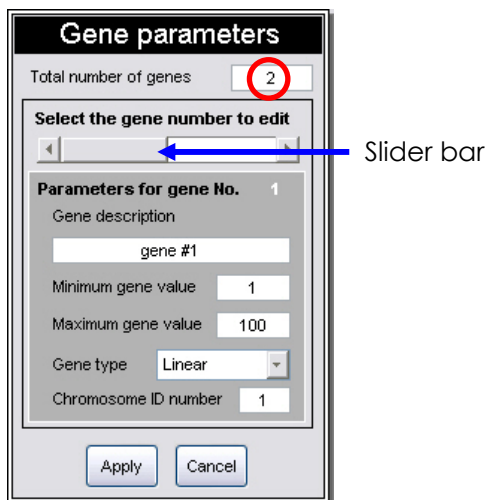 Gene parameters
Total number of genes 2
Select the gene number to edit
Slider bar
Parameters for gene No. 1
Gene description
gene #1
Minimum gene value 1
Maximum gene value 100
Gene type Linear
Chromosome ID number 1
Apply Cancel